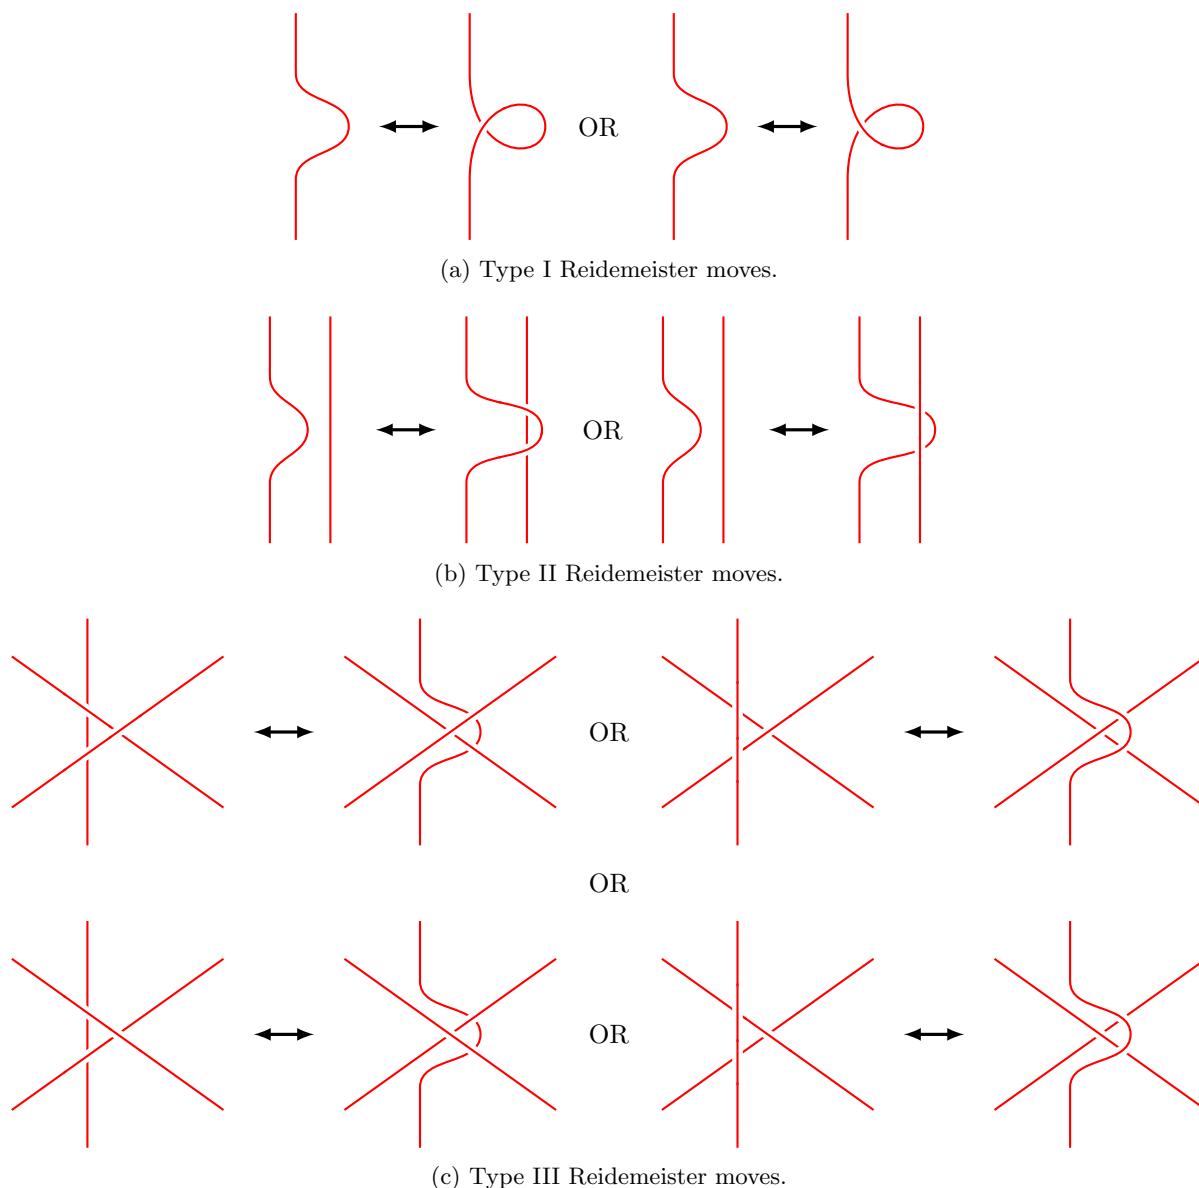 OR
(a) Type I Reidemeister moves.
OR
(b) Type II Reidemeister moves.
OR
OR
OR
(c) Type III Reidemeister moves.